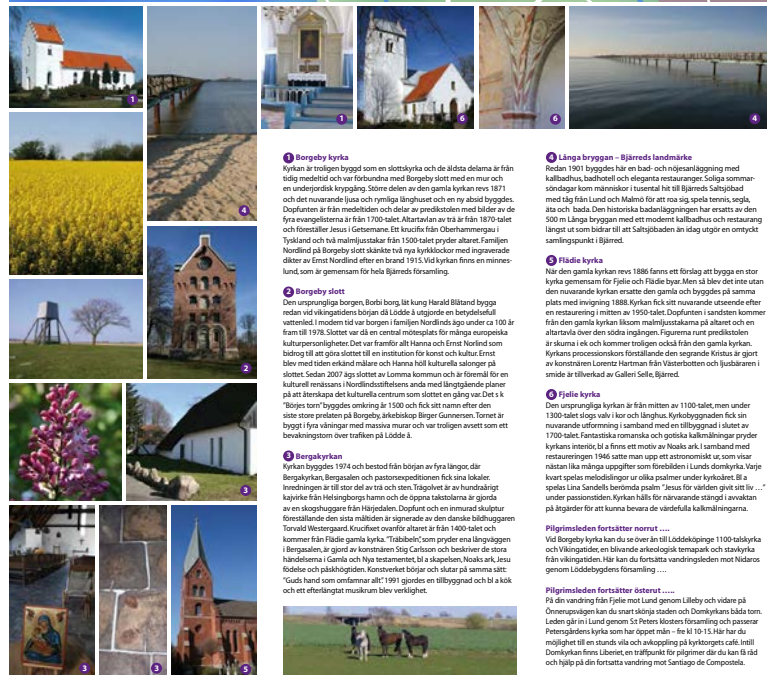 1
4
1
6
6
4
2
3
3
3
5
1 Borgeby kyrka
Kyrkan är troligen byggd som en slottskyrka och de äldsta delarna är från
tidig medeltid och var förbundna med Borgeby slott med en mur och
en underjordisk krypgång. Större delen av den gamla kyrkan revs 1871
och det nuvarande ljusa och rymliga långhuset och en ny absid byggdes.
Dopfunten är från medeltiden och delar av predikstolen med bilder av de
fyra evangelisterna är från 1700-talet. Altartavlan av trä är från 1870-talet
och föreställer Jesus i Getsemane. Ett krucifix från Oberhammergau i
Tyskland och två malmljusstakar från 1500-talet pryder altaret. Familjen
Nordlind på Borgeby slott skänkte två nya kyrkklockor med ingraverade
dikter av Ernst Nordlind efter en brand 1915. Vid kyrkan finns en minnes-
lund, som är gemensam för hela Bjärreds församling.
2 Borgeby slott
Den ursprungliga borgen, Borbi borg, lät kung Harald Blåtand bygga
redan vid vikingatidens början då Lödde å utgjorde en betydelsefull
vattenled. I modern tid var borgen i familjen Nordlinds ägo under ca 100 år
fram till 1978. Slottet var då en central mötesplats för många europeiska
kulturpersonligheter. Det var framför allt Hanna och Ernst Norlind som
bidrog till att göra slottet till en institution för konst och kultur. Ernst
blev med tiden erkänd målare och Hanna höll kulturella salonger på
slottet. Sedan 2007 ägs slottet av Lomma kommun och är föremål för en
kulturell renässans i Nordlindsstiftelsens anda med långtgående planer
på att återskapa det kulturella centrum som slottet en gång var. Det s k
"Börjes torn" byggdes omkring år 1500 och fick sitt namn efter den
siste store prelaten på Borgeby, ärkebiskop Birger Gunnersen. Tornet är
byggt i fyra våningar med massiva murar och var troligen avsett som ett
bevakningstorn över trafiken på Lödde å.
3 Bergakyrkan
Kyrkan byggdes 1974 och bestod från början av fyra längor, där
Bergakyrkan, Bergasalen och pastorsexpeditionen fick sina lokaler.
Inredningen är till stor del av trä och sten. Trägolvet är av hundraårigt
kajvirke från Helsingborgs hamn och de öppna takstolarna är gjorda
av en skogshuggare från Härjedalen. Dopfunt och en inmurad skulptur
föreställande den sista måltiden är signerade av den danske bildhuggaren
Torvald Westergaard. Krucifixet ovanför altaret är från 1400-talet och
kommer från Flädie gamla kyrka. "Träbibeln", som pryder ena långväggen
i Bergasalen, är gjord av konstnären Stig Carlsson och beskriver de stora
händelserna i Gamla och Nya testamentet, bl a skapelsen, Noaks ark, Jesu
födelse och påskhögtiden. Konstverket börjar och slutar på samma sätt:
"Guds hand som omfamnar allt". 1991 gjordes en tillbyggnad och bl a kök
och ett efterlängtat musikrum blev verklighet.
4 Långa bryggan – Bjärreds landmärke
Redan 1901 byggdes här en bad- och nöjesanläggning med
kallbadhus, badhotell och eleganta restauranger. Soliga sommar-
söndagar kom människor i tusental hit till Bjärreds Saltsjöbad
med tåg från Lund och Malmö för att roa sig, spela tennis, segla,
äta och bada. Den historiska badanläggningen har ersatts av den
500 m Långa bryggan med ett modernt kallbadhus och restaurang
längst ut som bidrar till att Saltsjöbaden än idag utgör en omtyckt
samlingspunkt i Bjärred.
5 Flädie kyrka
När den gamla kyrkan revs 1886 fanns ett förslag att bygga en stor
kyrka gemensam för Fjelie och Flädie byar. Men så blev det inte utan
den nuvarande kyrkan ersatte den gamla och byggdes på samma
plats med invigning 1888. Kyrkan fick sitt nuvarande utseende efter
en restaurering i mitten av 1950-talet. Dopfunten i sandsten kommer
från den gamla kyrkan liksom malmljusstakarna på altaret och en
altartavla över den södra ingången. Figurerna runt predikstolen
är skurna i ek och kommer troligen också från den gamla kyrkan.
Kyrkans processionskors förställande den segrande Kristus är gjort
av konstnären Lorentz Hartman från Västerbotten och ljusbäraren i
smide är tillverkad av Galleri Selle, Bjärred.
6 Fjelie kyrka
Den ursprungliga kyrkan är från mitten av 1100-talet, men under
1300-talet slogs valv i kor och långhus. Kyrkobyggnaden fick sin
nuvarande utformning i samband med en tillbyggnad i slutet av
1700-talet. Fantastiska romanska och gotiska kalkmålningar pryder
kyrkans interiör, bl a finns ett motiv av Noaks ark. I samband med
restaureringen 1946 satte man upp ett astronomiskt ur, som visar
nästan lika många uppgifter som förebilden i Lunds domkyrka. Varje
kvart spelas melodislingor ur olika psalmer under kyrkoåret. Bl a
spelas Lina Sandells berömda psalm "Jesus för världen givit sitt liv …"
under passionstiden. Kyrkan hålls för närvarande stängd i avvaktan
på åtgärder för att kunna bevara de värdefulla kalkmålningarna.
Pilgrimsleden fortsätter norrut ….
Vid Borgeby kyrka kan du se över ån till Löddeköpinge 1100-talskyrka
och Vikingatider, en blivande arkeologisk temapark och stavkyrka
från vikingatiden. Här kan du fortsätta vandringsleden mot Nidaros
genom Löddebygdens församling ….
Pilgrimsleden fortsätter österut …..
På din vandring från Fjelie mot Lund genom Lilleby och vidare på
Önnerupsvägen kan du snart skönja staden och Domkyrkans båda torn.
Leden går in i Lund genom S:t Peters klosters församling och passerar
Petersgårdens kyrka som har öppet mån – fre kl 10-15. Här har du
möjlighet till en stunds vila och avkoppling på kyrktorgets café. Intill
Domkyrkan finns Liberiet, en träffpunkt för pilgrimer där du kan få råd
och hjälp på din fortsatta vandring mot Santiago de Compostela.